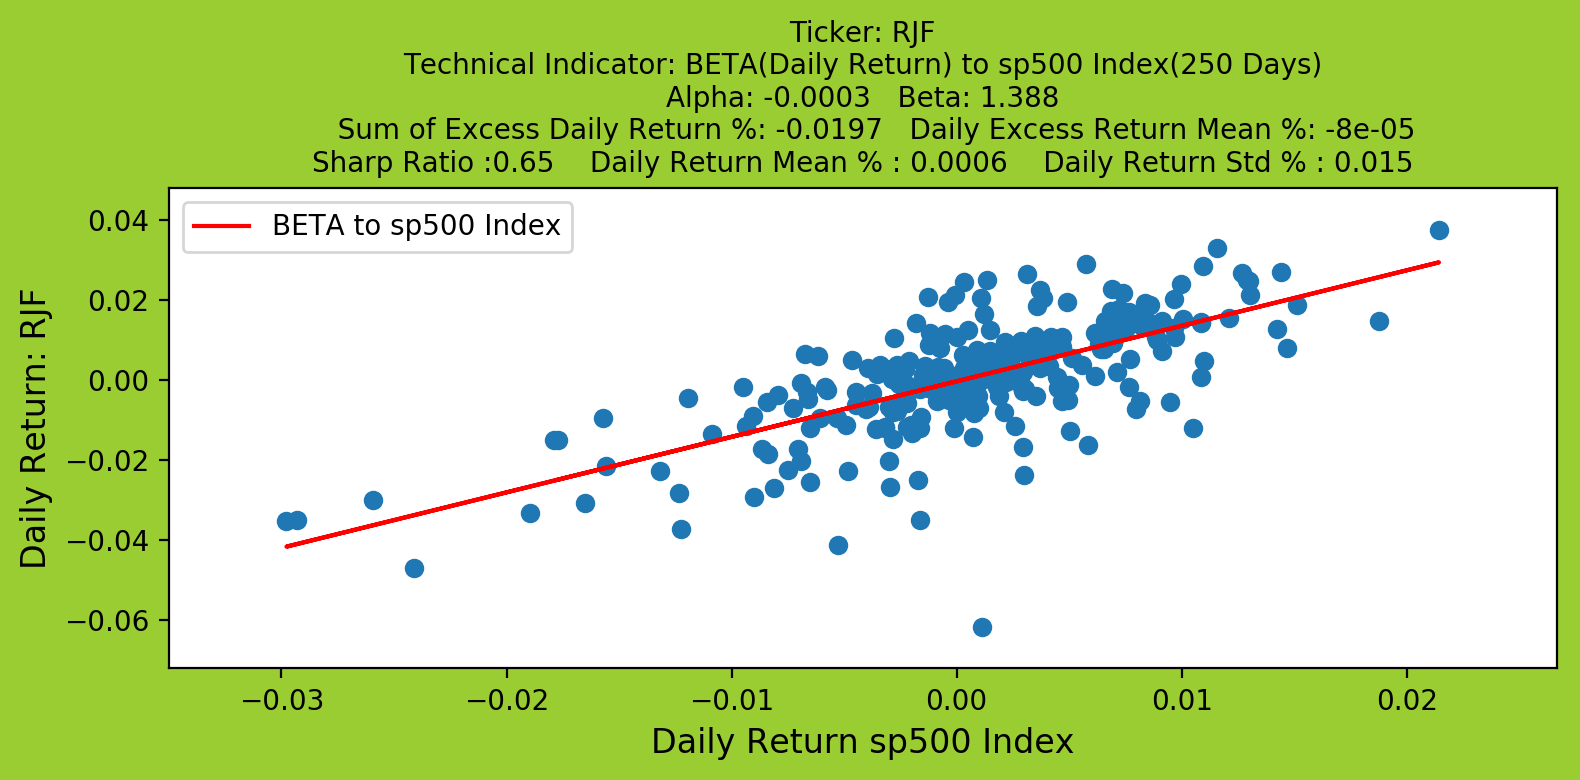 Ticker: RJF
Technical Indicator: BETA(Daily Return) to sp500 Index(250 Days)
Alpha: -0.0003   Beta: 1.388
Sum of Excess Daily Return %: -0.0197   Daily Excess Return Mean %: -8e-05
Sharp Ratio :0.65    Daily Return Mean % : 0.0006    Daily Return Std % : 0.015
BETA to sp500 Index
Daily Return: RJF
0.04
0.02
0.00
−0.02
−0.04
−0.06
−0.03
−0.02
−0.01
0.00
0.01
0.02
Daily Return sp500 Index